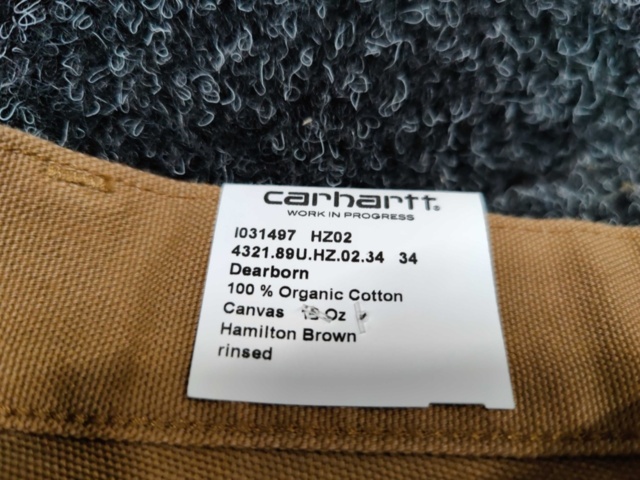 carhartt
WORK IN PROGRESS
I031497 HZ02
4321.89U.HZ.02.34 34
Dearborn
100 % Organic Cotton
Canvas Oz
Hamilton Brown
rinsed